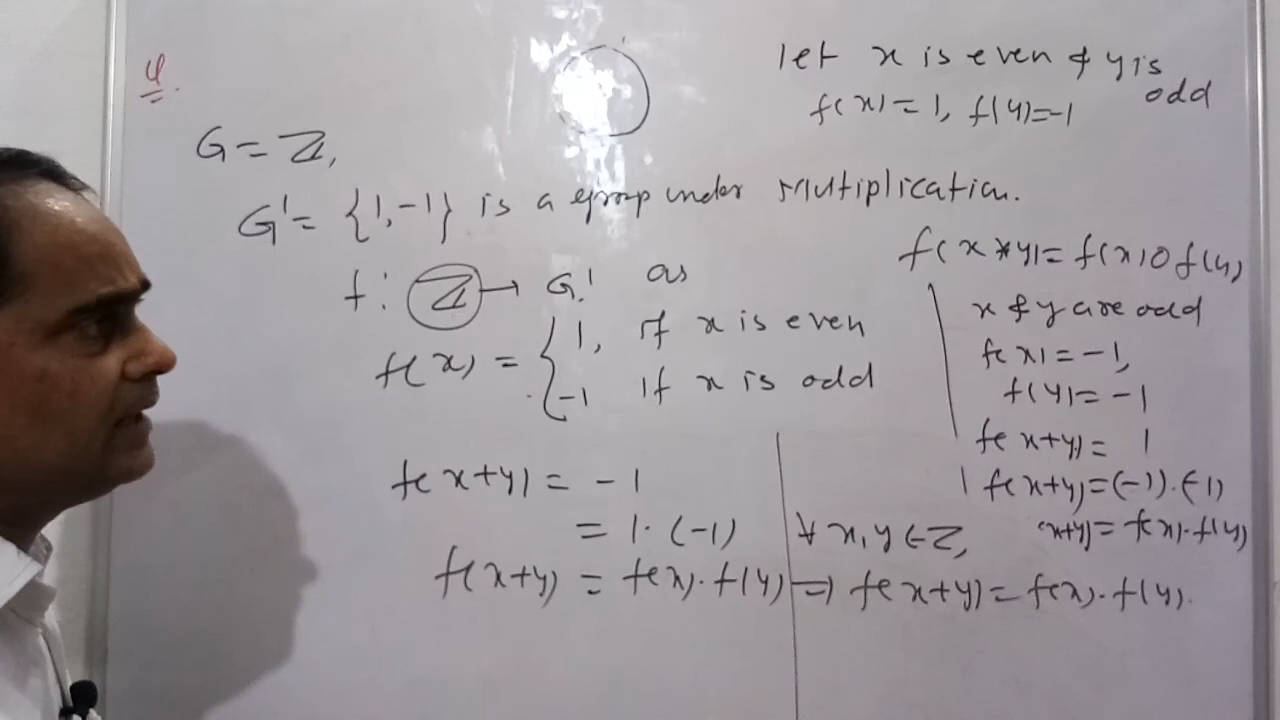 4.
let x is even & y is odd
f(x)=1, f(y)=-1
G=Z,
G'= {1,-1} is a group under Multiplication.
f: Z → G' as
f(x) = { 1, if x is even
-1 if x is odd
f(x+y) = -1
= 1·(-1)
f(x+y) = f(x)·f(y)
f(x*y)=f(x)o f(y)
x & y are odd
f(x)=-1,
f(y)=-1
f(x+y)= 1
f(x+y)=(-1)·(-1)
f(x+y)=f(x)·f(y)
∀ x,y ∈ Z,
⇒ f(x+y)=f(x)·f(y).